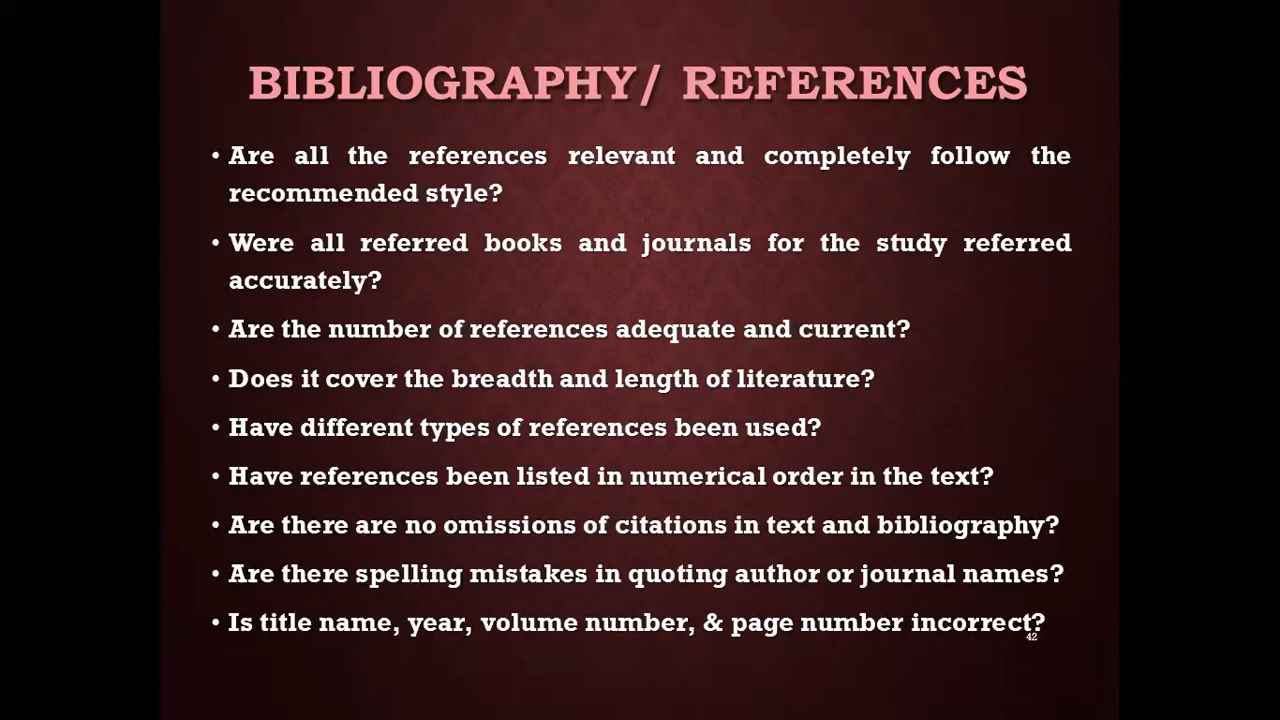 BIBLIOGRAPHY/ REFERENCES
• Are all the references relevant and completely follow the
recommended style?
• Were all referred books and journals for the study referred
accurately?
• Are the number of references adequate and current?
• Does it cover the breadth and length of literature?
• Have different types of references been used?
• Have references been listed in numerical order in the text?
• Are there are no omissions of citations in text and bibliography?
• Are there spelling mistakes in quoting author or journal names?
• Is title name, year, volume number, & page number incorrect?
42